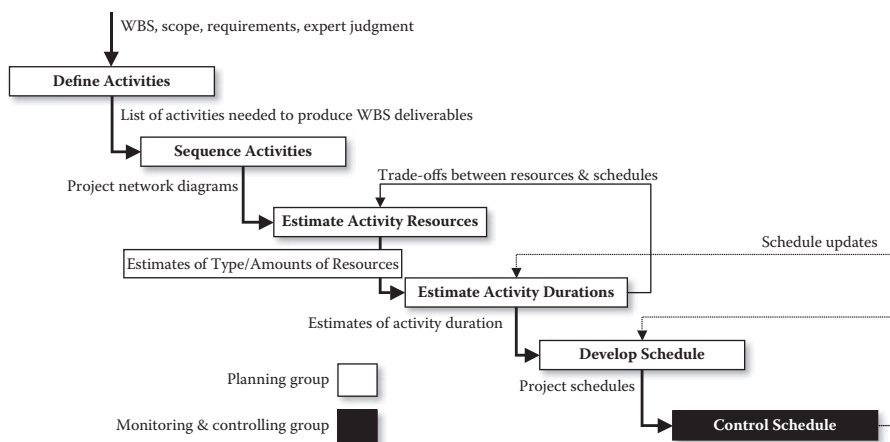 WBS, scope, requirements, expert judgment
Define Activities
List of activities needed to produce WBS deliverables
Sequence Activities
Project network diagrams
Trade-offs between resources & schedules
Estimate Activity Resources
Schedule updates
Estimates of Type/Amounts of Resources
Estimate Activity Durations
Estimates of activity duration
Develop Schedule
Planning group
Project schedules
Monitoring & controlling group
Control Schedule